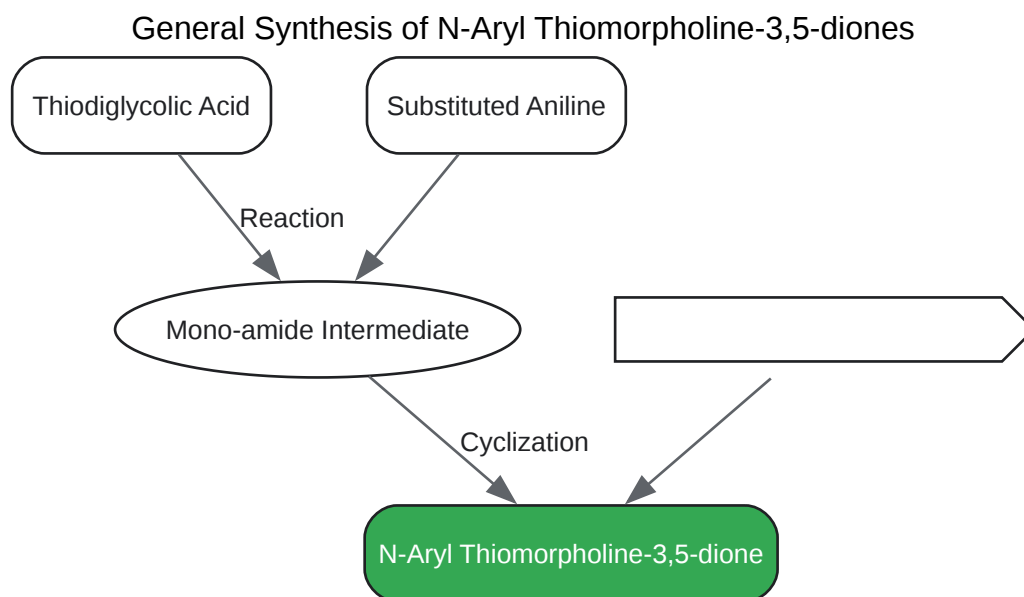 General Synthesis of N-Aryl Thiomorpholine-3,5-diones
Thiodiglycolic Acid
Substituted Aniline
Reaction
Mono-amide Intermediate
Cyclization
N-Aryl Thiomorpholine-3,5-dione